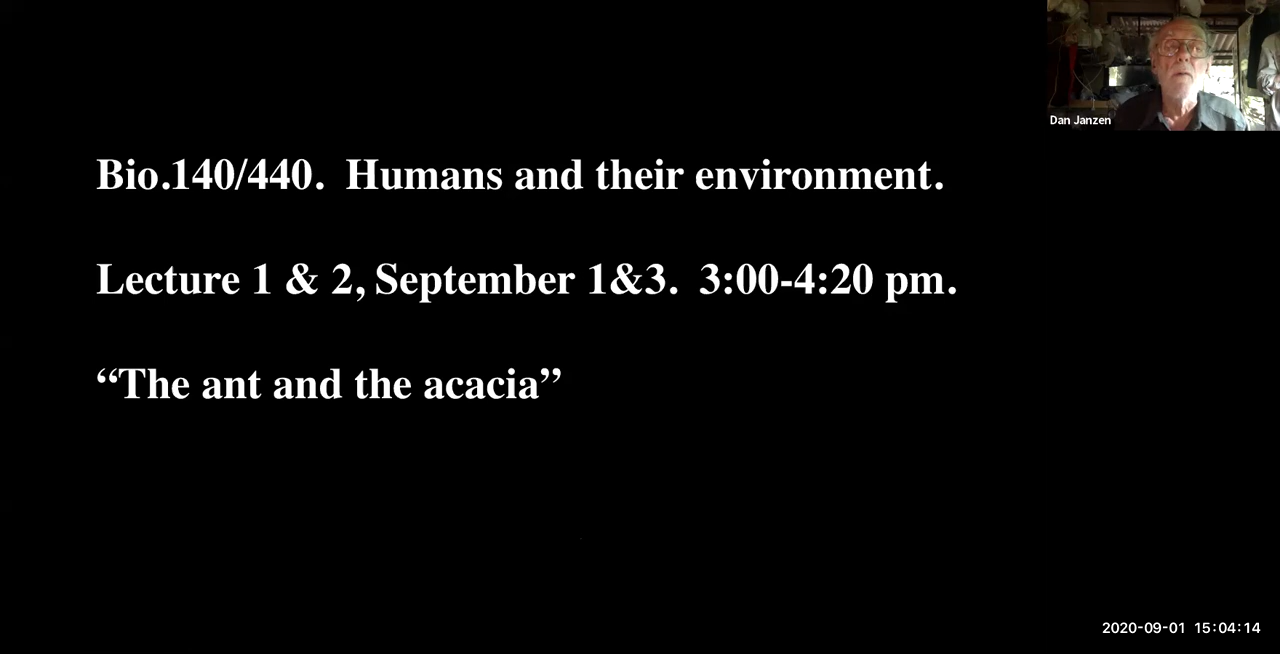 Dan Janzen
Bio.140/440.  Humans and their environment.
Lecture 1 & 2, September 1&3.  3:00-4:20 pm.
“The ant and the acacia”
2020-09-01  15:04:14